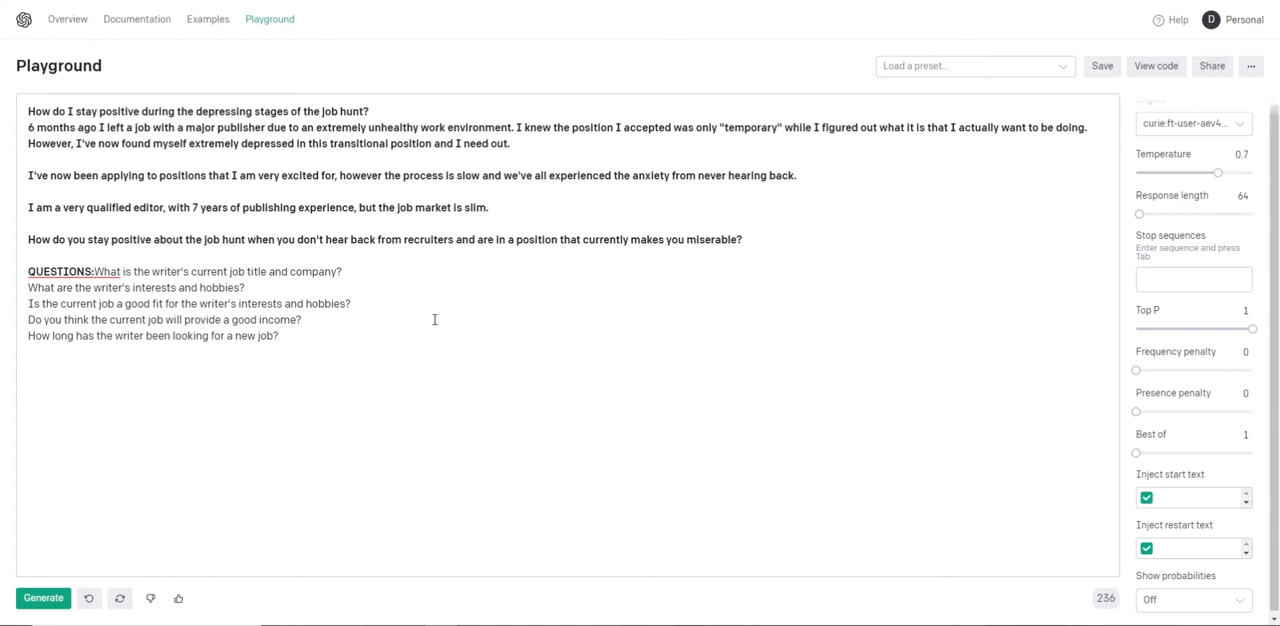 Overview Documentation Examples Playground
Help D Personal
Playground
Load a preset... Save View code Share ...
How do I stay positive during the depressing stages of the job hunt?
6 months ago I left a job with a major publisher due to an extremely unhealthy work environment. I knew the position I accepted was only "temporary" while I figured out what it is that I actually want to be doing.
However, I've now found myself extremely depressed in this transitional position and I need out.
I've now been applying to positions that I am very excited for, however the process is slow and we've all experienced the anxiety from never hearing back.
I am a very qualified editor, with 7 years of publishing experience, but the job market is slim.
How do you stay positive about the job hunt when you don't hear back from recruiters and are in a position that currently makes you miserable?
QUESTIONS:What is the writer's current job title and company?
What are the writer's interests and hobbies?
Is the current job a good fit for the writer's interests and hobbies?
Do you think the current job will provide a good income?
How long has the writer been looking for a new job?
curie:ft-user-aev4...
Temperature 0.7
Response length 64
Stop sequences
Enter sequence and press
Tab
Top P 1
Frequency penalty 0
Presence penalty 0
Best of 1
Inject start text
Inject restart text
Show probabilities
Off
Generate
236